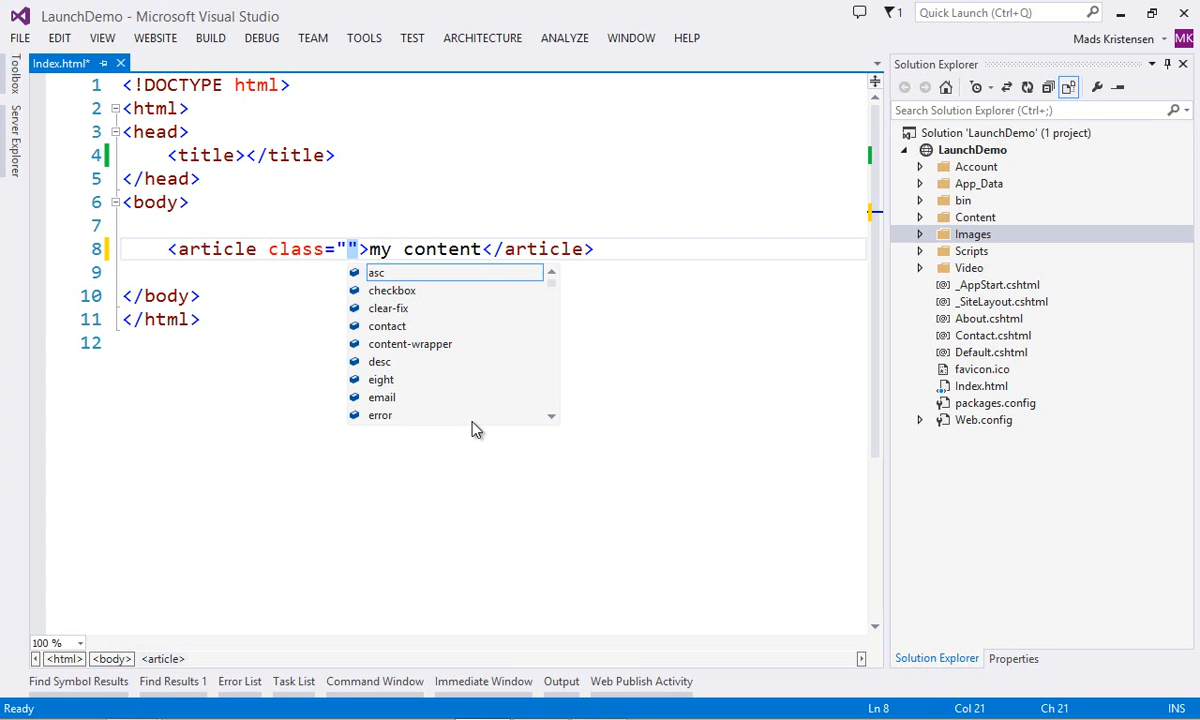 LaunchDemo - Microsoft Visual Studio
1
Quick Launch (Ctrl+Q)
FILE EDIT VIEW WEBSITE BUILD DEBUG TEAM TOOLS TEST ARCHITECTURE ANALYZE WINDOW HELP
Mads Kristensen MK
Toolbox
Server Explorer
Index.html*
1 <!DOCTYPE html>
2 <html>
3 <head>
4 <title></title>
5 </head>
6 <body>
7
8 <article class="">my content</article>
9
10 </body>
11 </html>
12
asc
checkbox
clear-fix
contact
content-wrapper
desc
eight
email
error
100 %
<html> <body> <article>
Solution Explorer
Search Solution Explorer (Ctrl+;)
Solution 'LaunchDemo' (1 project)
LaunchDemo
Account
App_Data
bin
Content
Images
Scripts
Video
_AppStart.cshtml
_SiteLayout.cshtml
About.cshtml
Contact.cshtml
Default.cshtml
favicon.ico
Index.html
packages.config
Web.config
Solution Explorer Properties
Find Symbol Results Find Results 1 Error List Task List Command Window Immediate Window Output Web Publish Activity
Ready Ln 8 Col 21 Ch 21 INS